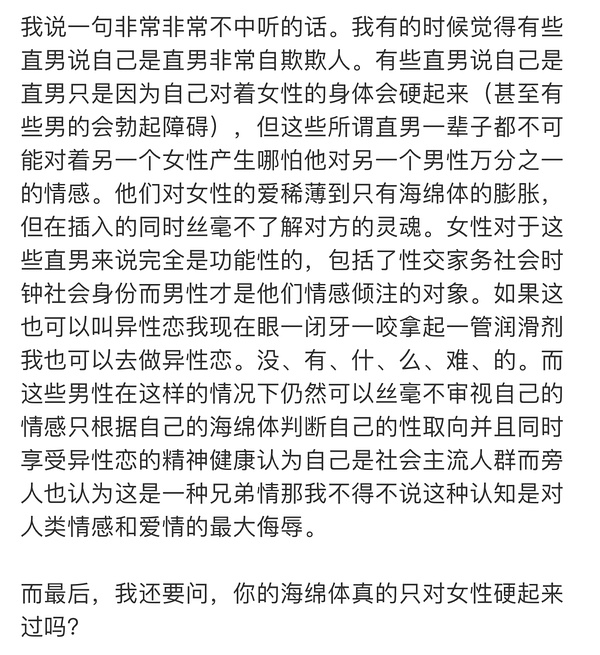 我说一句非常非常不中听的话。我有的时候觉得有些
直男说自己是直男非常自欺欺人。有些直男说自己是
直男只是因为自己对着女性的身体会硬起来（甚至有
些男的会勃起障碍），但这些所谓直男一辈子都不可
能对着另一个女性产生哪怕他对另一个男性万分之一
的情感。他们对女性的爱稀薄到只有海绵体的膨胀，
但在插入的同时丝毫不了解对方的灵魂。女性对于这
些直男来说完全是功能性的，包括了性交家务社会时
钟社会身份而男性才是他们情感倾注的对象。如果这
也可以叫异性恋我现在眼一闭牙一咬拿起一管润滑剂
我也可以去做异性恋。没、有、什、么、难、的。而
这些男性在这样的情况下仍然可以丝毫不审视自己的
情感只根据自己的海绵体判断自己的性取向并且同时
享受异性恋的精神健康认为自己是社会主流人群而旁
人也认为这是一种兄弟情那我不得不说这种认知是对
人类情感和爱情的最大侮辱。
而最后，我还要问，你的海绵体真的只对女性硬起来
过吗？